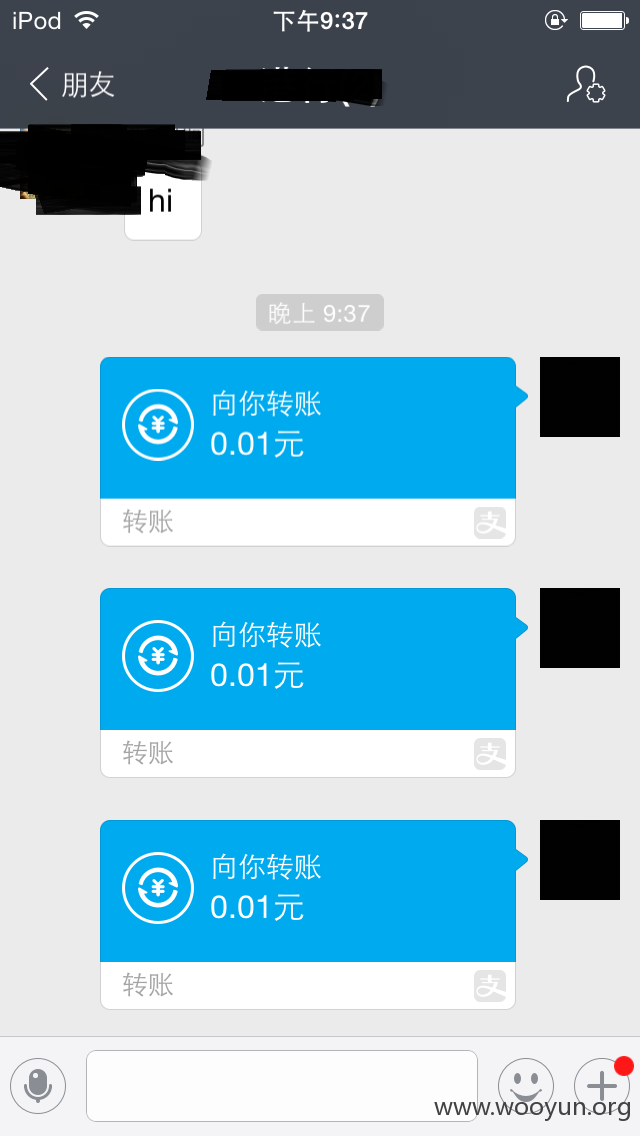 iPod
下午9:37
朋友
hi
晚上 9:37
向你转账
0.01元
转账
支
向你转账
0.01元
转账
支
向你转账
0.01元
转账
支
www.wooyun.org